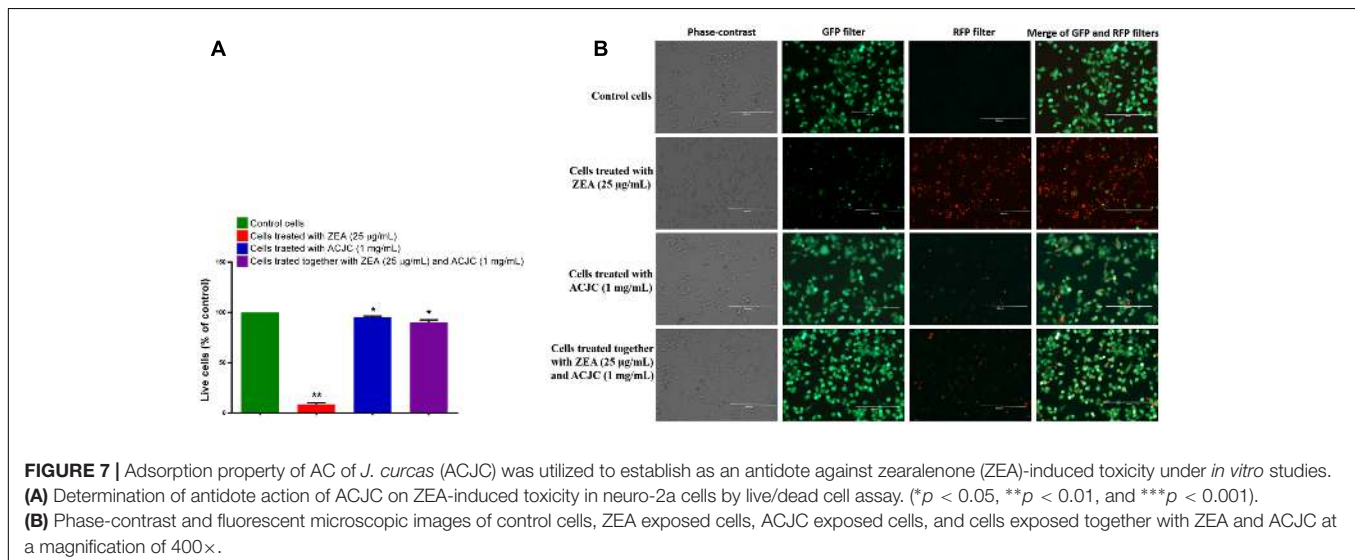 A
Control cells
Cells treated with ZEA (25 µg/mL)
Cells traeted with ACJC (1 mg/mL)
Cells trated together with ZEA (25 µg/mL) and ACJC (1 mg/mL)
Live cells (% of control)
150
100
50
0
**
*
*
B
Phase-contrast
GFP filter
RFP filter
Merge of GFP and RFP filters
Control cells
Cells treated with
ZEA (25 µg/mL)
Cells treated with
ACJC (1 mg/mL)
Cells treated together
with ZEA (25 µg/mL)
and ACJC (1 mg/mL)
FIGURE 7 | Adsorption property of AC of J. curcas (ACJC) was utilized to establish as an antidote against zearalenone (ZEA)-induced toxicity under in vitro studies.
(A) Determination of antidote action of ACJC on ZEA-induced toxicity in neuro-2a cells by live/dead cell assay. (*p < 0.05, **p < 0.01, and ***p < 0.001).
(B) Phase-contrast and fluorescent microscopic images of control cells, ZEA exposed cells, ACJC exposed cells, and cells exposed together with ZEA and ACJC at
a magnification of 400×.